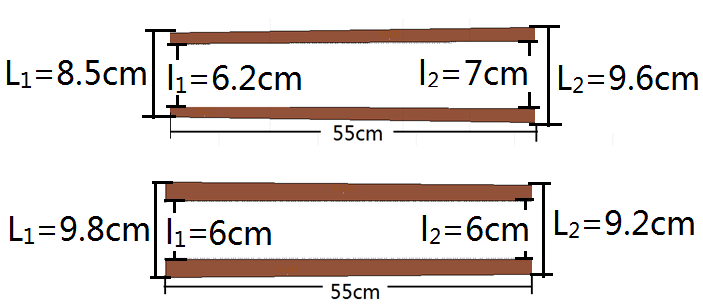 L₁=8.5cm
l₁=6.2cm
l₂=7cm
L₂=9.6cm
55cm
L₁=9.8cm
l₁=6cm
l₂=6cm
L₂=9.2cm
55cm